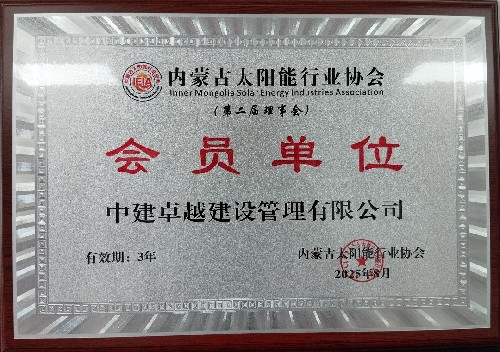 内蒙古太阳能行业协会
Inner Mongolia Solar Energy Industries Association
（第二届理事会）
会员单位
中建卓越建设管理有限公司
有效期：3年
内蒙古太阳能行业协会
2025年8月